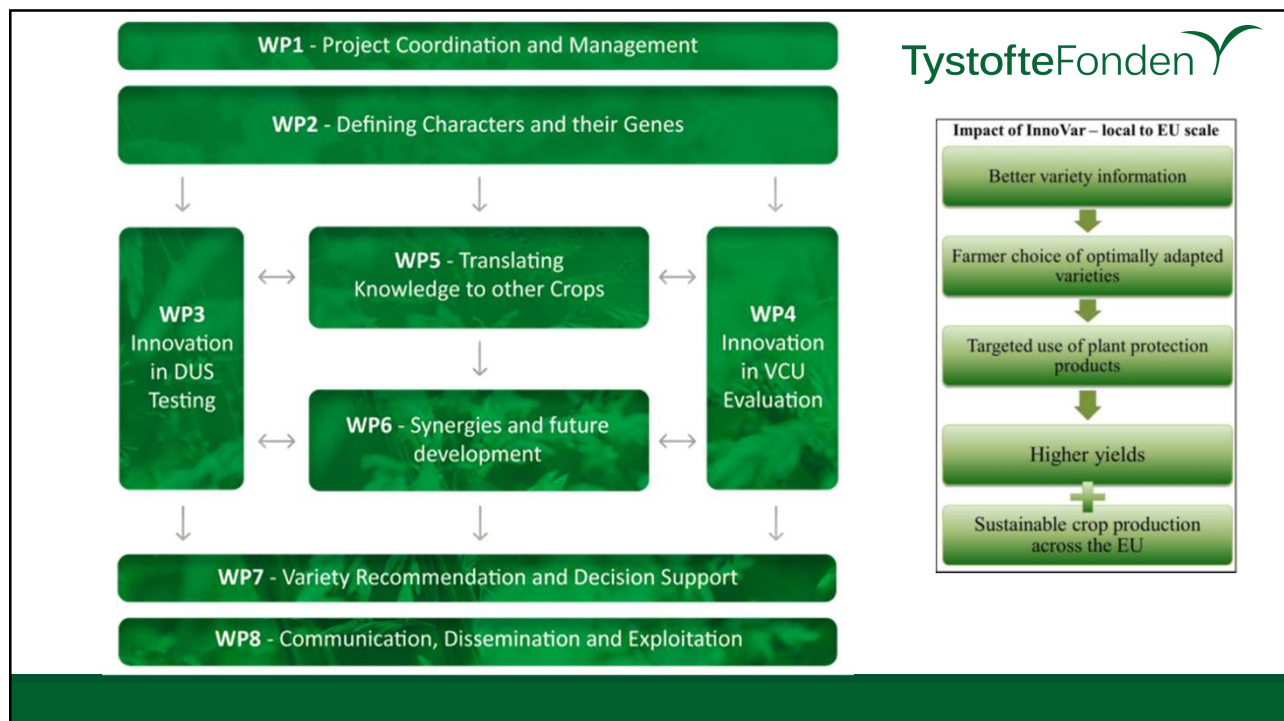 WP1 - Project Coordination and Management
WP2 - Defining Characters and their Genes
WP3
Innovation
in DUS
Testing
WP5 - Translating
Knowledge to other Crops
WP6 - Synergies and future
development
WP4
Innovation
in VCU
Evaluation
WP7 - Variety Recommendation and Decision Support
WP8 - Communication, Dissemination and Exploitation
TystofteFonden
Impact of InnoVar – local to EU scale
Better variety information
Farmer choice of optimally adapted
varieties
Targeted use of plant protection
products
Higher yields
Sustainable crop production
across the EU